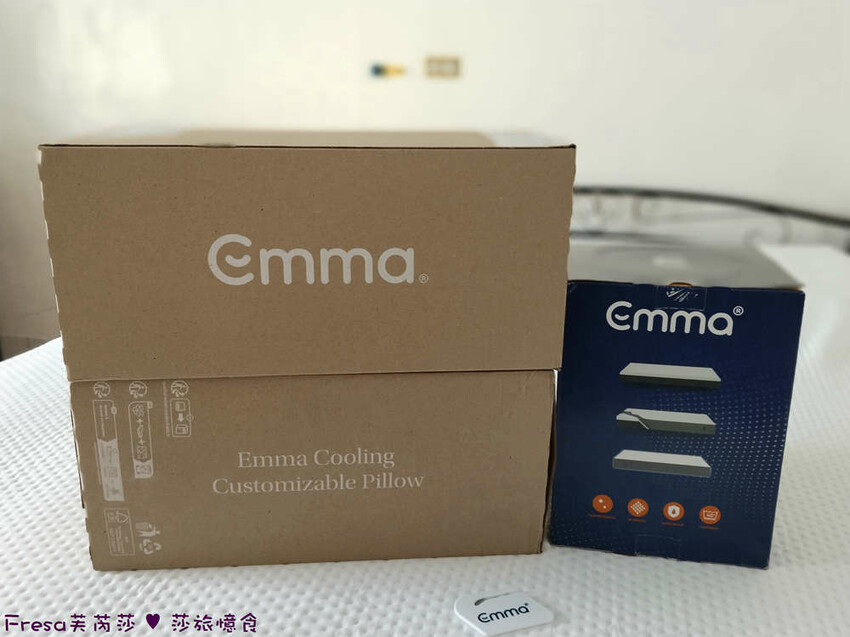 Emma®
Emma®
Emma Cooling
Customizable Pillow
Emma®
Fresa芙芮莎 ♥ 莎旅憶食